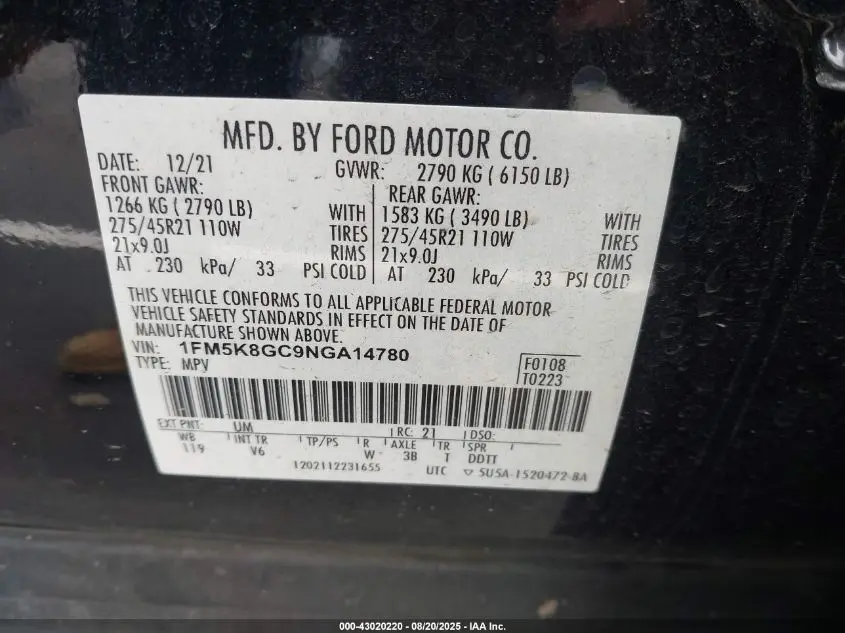 MFD. BY FORD MOTOR CO.
DATE: 12/21 GVWR: 2790 KG ( 6150 LB)
FRONT GAWR: REAR GAWR:
1266 KG ( 2790 LB) WITH 1583 KG ( 3490 LB) WITH
275/45R21 110W TIRES 275/45R21 110W TIRES
21x9.0J RIMS 21x9.0J RIMS
AT 230 kPa/ 33 PSI COLD AT 230 kPa/ 33 PSI COLD
THIS VEHICLE CONFORMS TO ALL APPLICABLE FEDERAL MOTOR
VEHICLE SAFETY STANDARDS IN EFFECT ON THE DATE OF
MANUFACTURE SHOWN ABOVE.
VIN: 1FM5K8GC9NGA14780 F0108
TYPE: MPV T0223
EXT PNT: UM RC: 21 DSO:
WB INT TR TP/PS R AXLE TR SPR
119 V6 W 3B T DDTT
1202112231655 UTC ▽ SU5A-1520472-BA
000-43020220 - 08/20/2025 - IAA Inc.